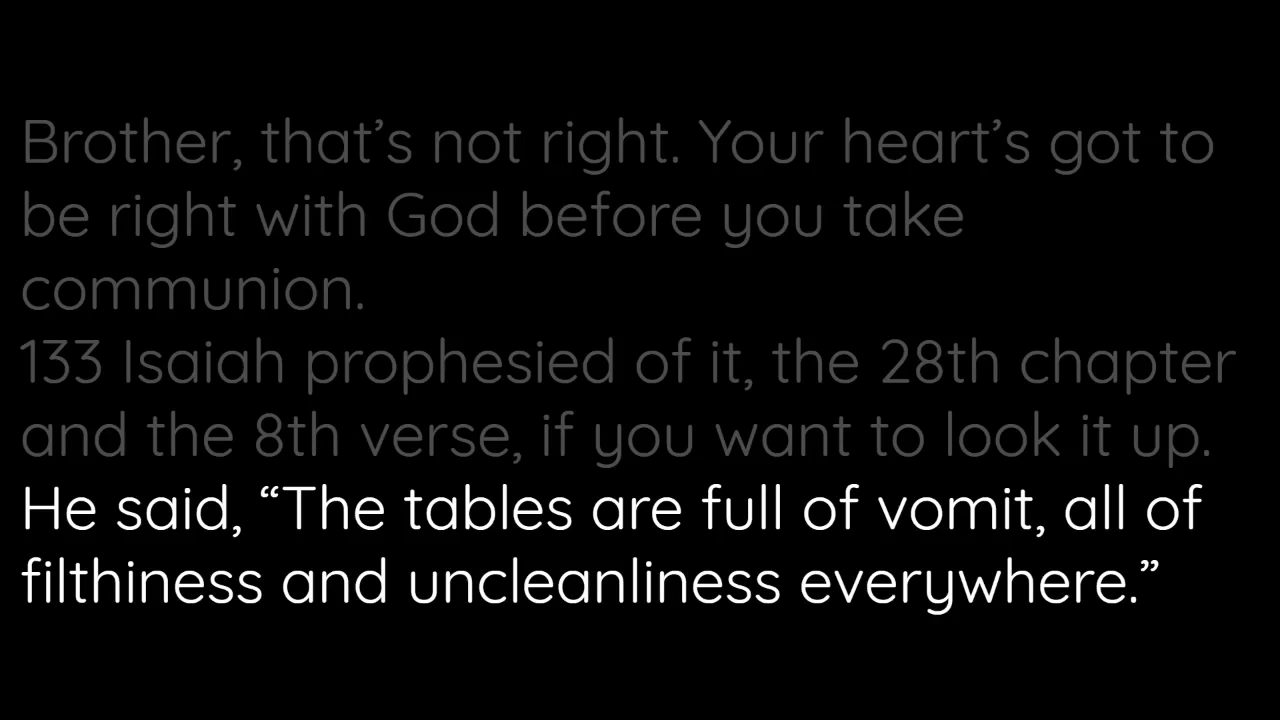 Brother, that’s not right. Your heart’s got to
be right with God before you take
communion.
133 Isaiah prophesied of it, the 28th chapter
and the 8th verse, if you want to look it up.
He said, “The tables are full of vomit, all of
filthiness and uncleanliness everywhere.”